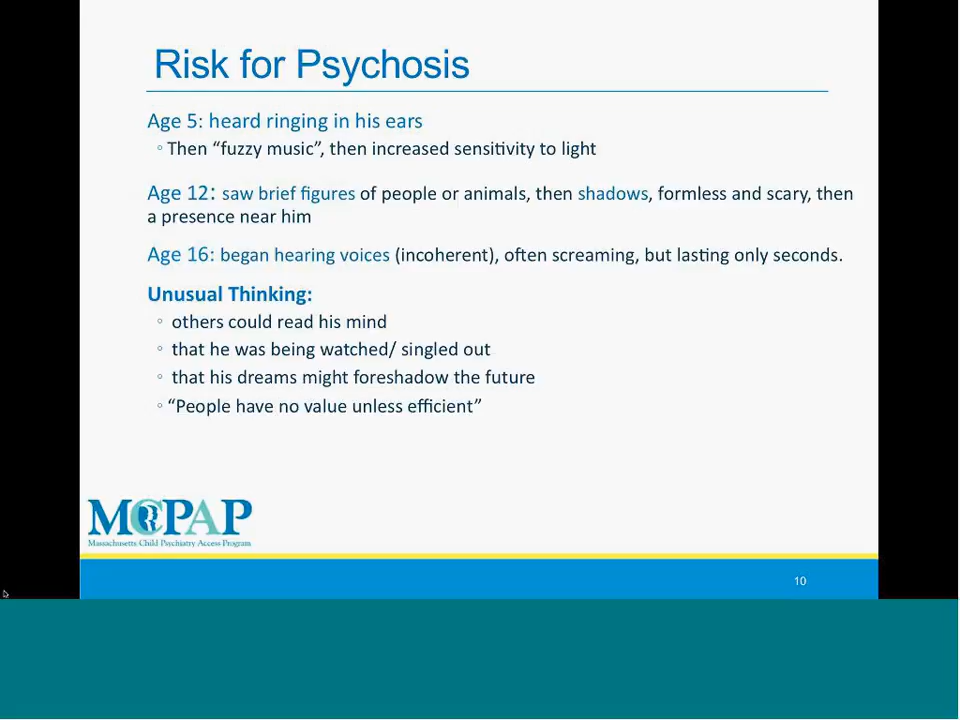 Risk for Psychosis
Age 5: heard ringing in his ears
◦ Then “fuzzy music”, then increased sensitivity to light
Age 12: saw brief figures of people or animals, then shadows, formless and scary, then
a presence near him
Age 16: began hearing voices (incoherent), often screaming, but lasting only seconds.
Unusual Thinking:
◦ others could read his mind
◦ that he was being watched/ singled out
◦ that his dreams might foreshadow the future
◦ “People have no value unless efficient”
MCPAP
Massachusetts Child Psychiatry Access Program
10